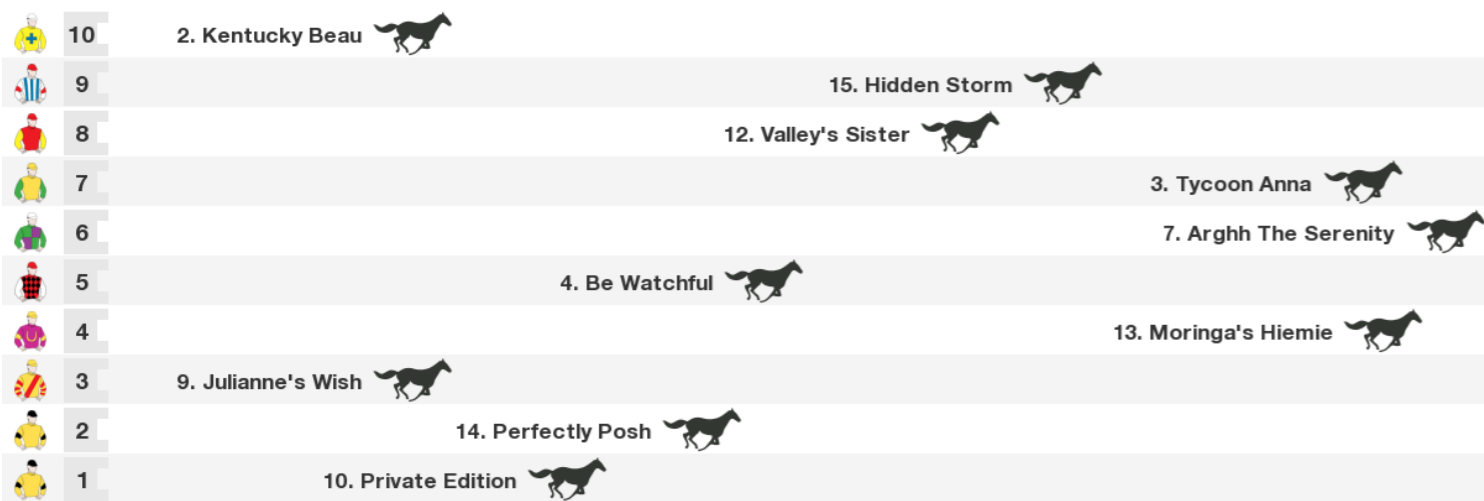 10 2. Kentucky Beau
9 15. Hidden Storm
8 12. Valley's Sister
7 3. Tycoon Anna
6 7. Arghh The Serenity
5 4. Be Watchful
4 13. Moringa's Hiemie
3 9. Julianne's Wish
2 14. Perfectly Posh
1 10. Private Edition